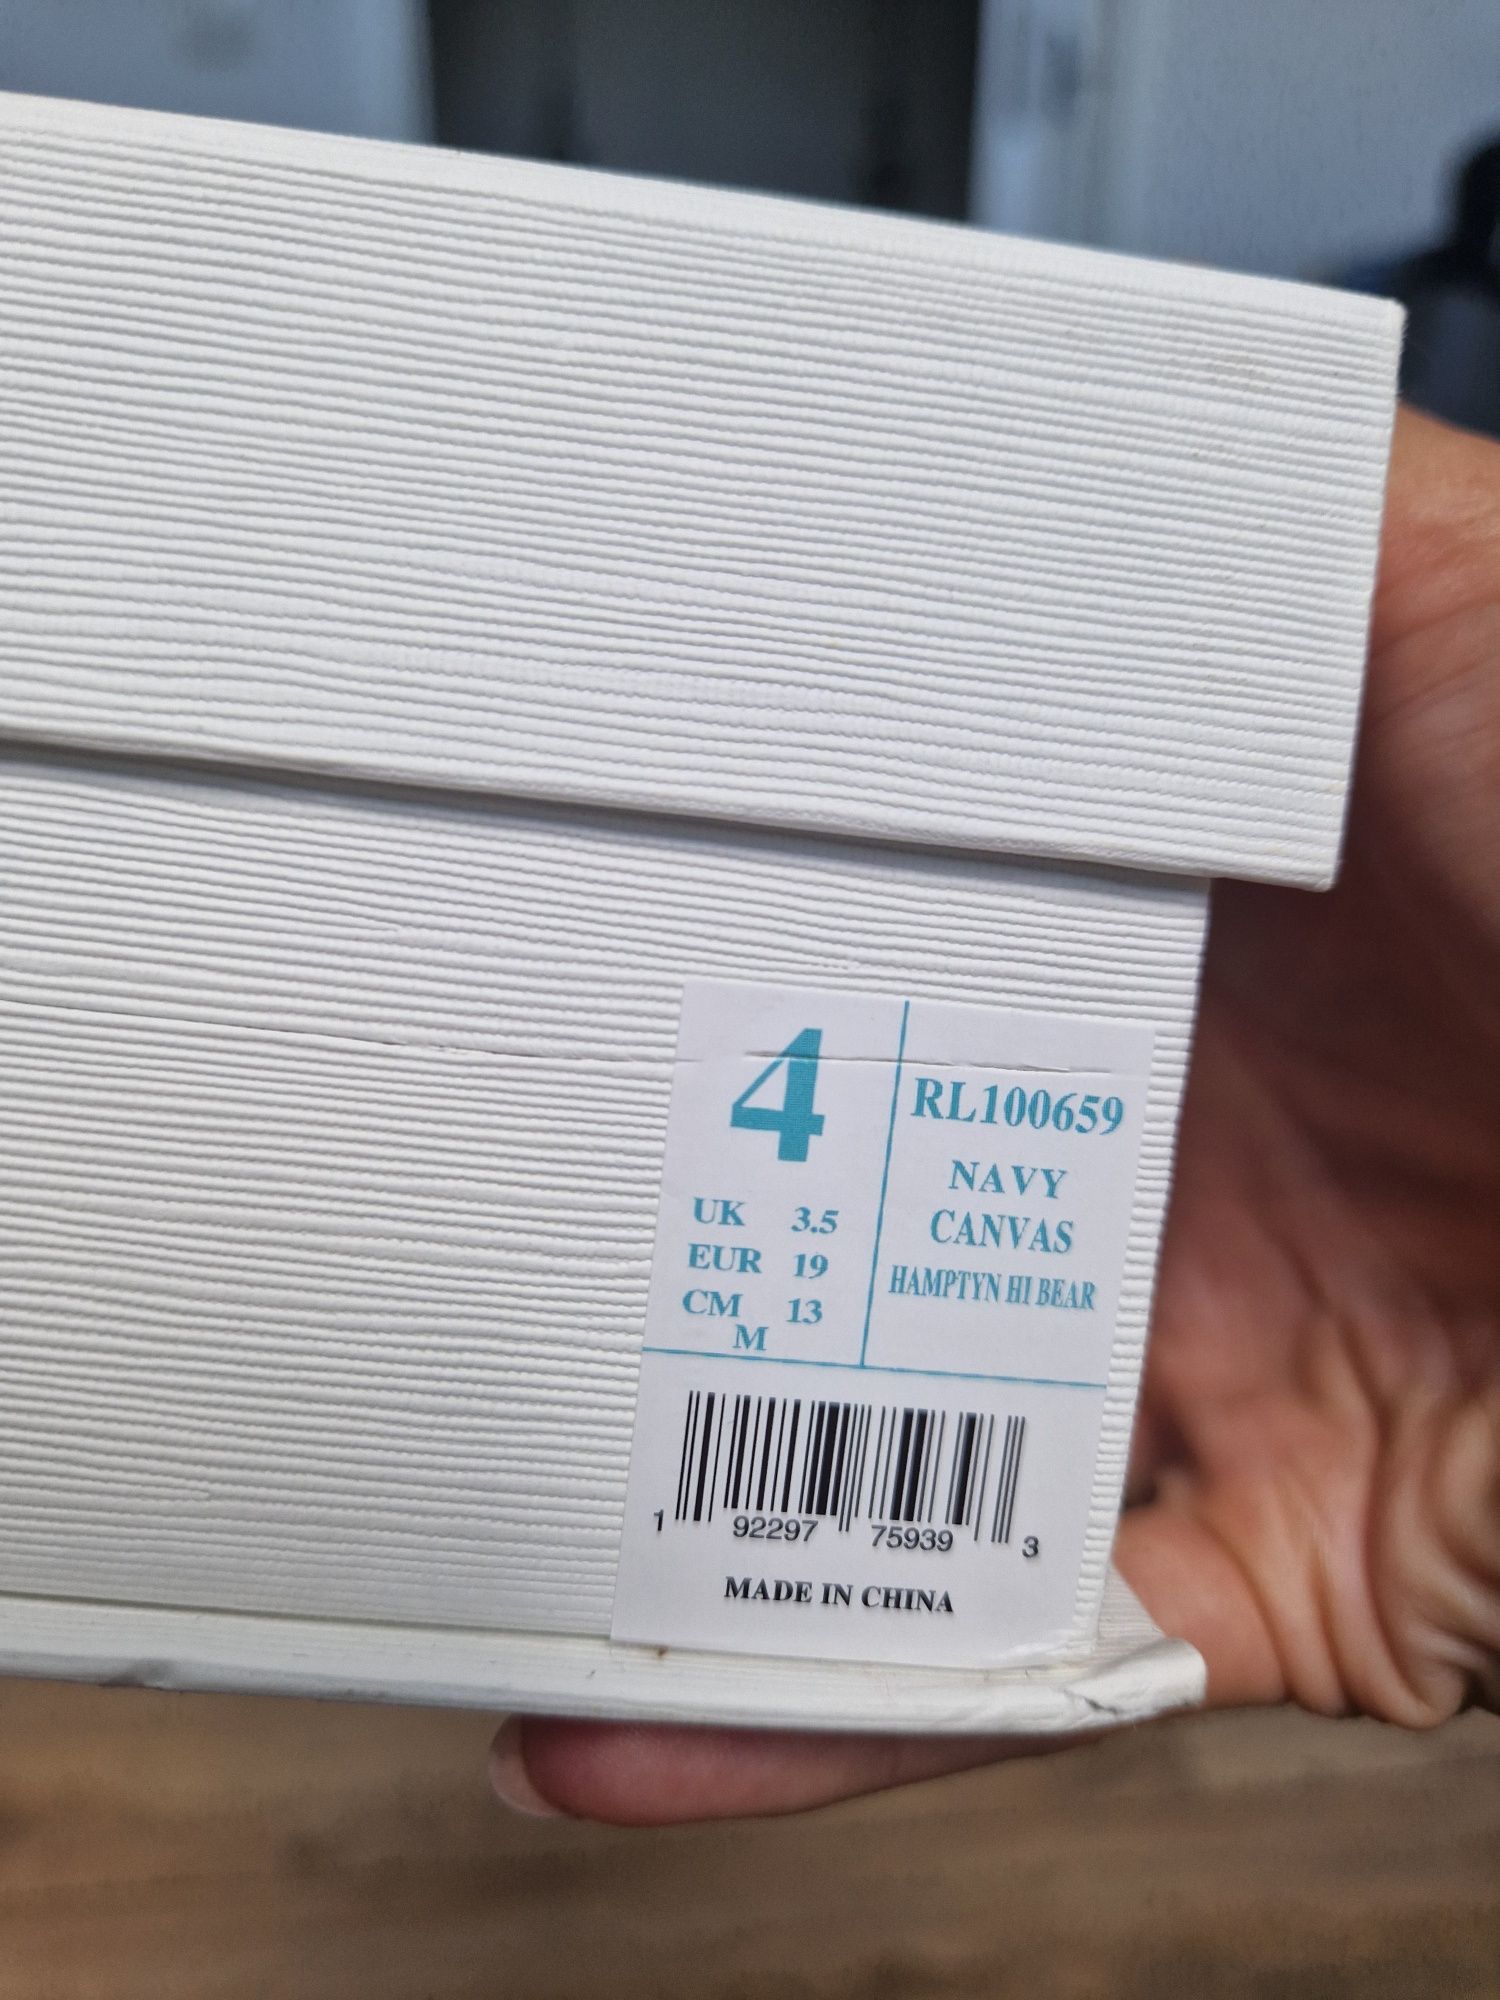 4
UK 3.5
EUR 19
CM 13
M
RL100659
NAVY
CANVAS
HAMPTYN HI BEAR
1 92297 75939 3
MADE IN CHINA